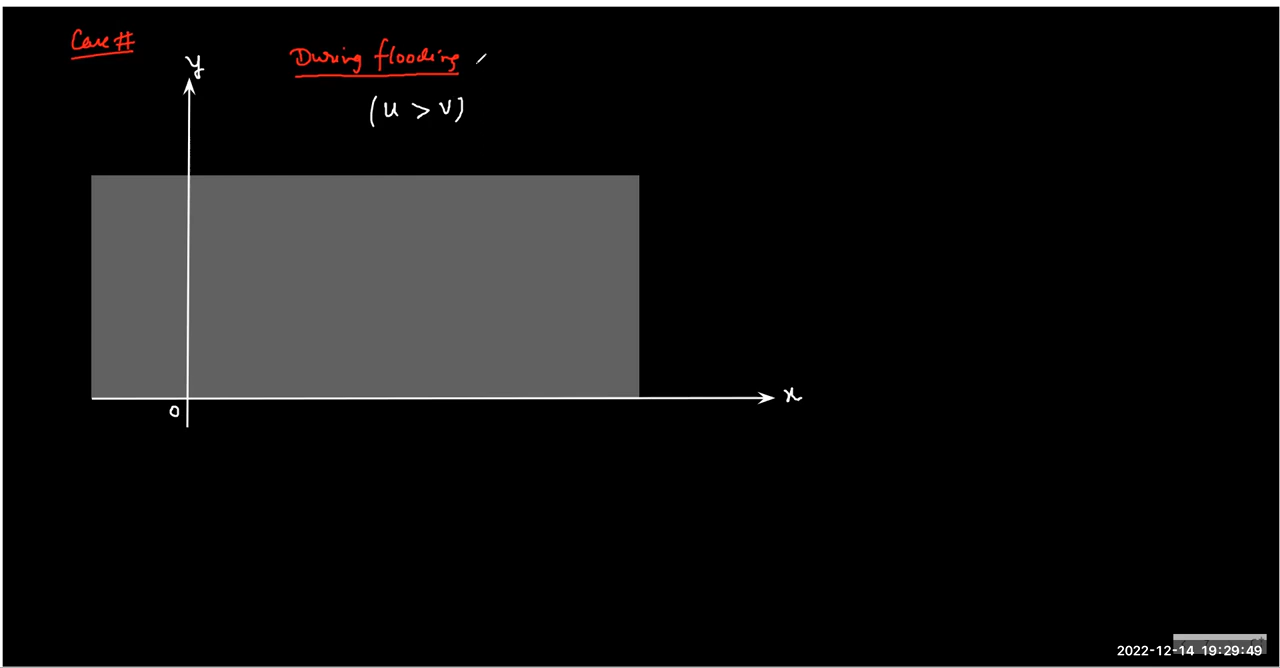 Case #
During flooding
y
(u > v)
x
0
2022-12-14 19:29:49